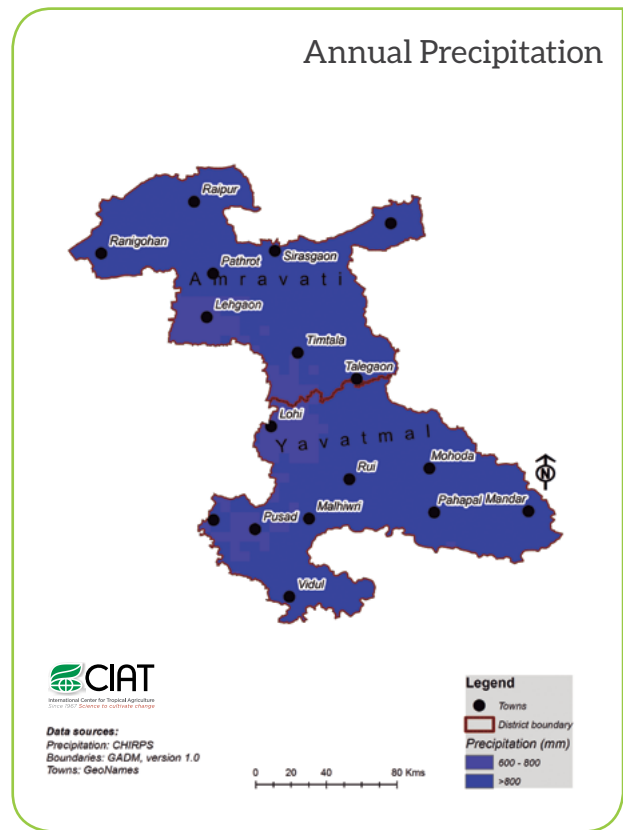 Annual Precipitation
Raipur
Ranigohan
Sirasgaon
Pathrot
Amravati
Lehgaon
Timtala
Talegaon
Lohi
Yavatmal
Mohoda
Rui
N
Pahapal
Mandar
Malhiwri
Pusad
Vidul
CIAT
International Center for Tropical Agriculture
Since 1967 Science to cultivate change
Data sources:
Precipitation: CHIRPS
Boundaries: GADM, version 1.0
Towns: GeoNames
0 20 40 80 Kms
Legend
Towns
District boundary
Precipitation (mm)
600 - 800
>800